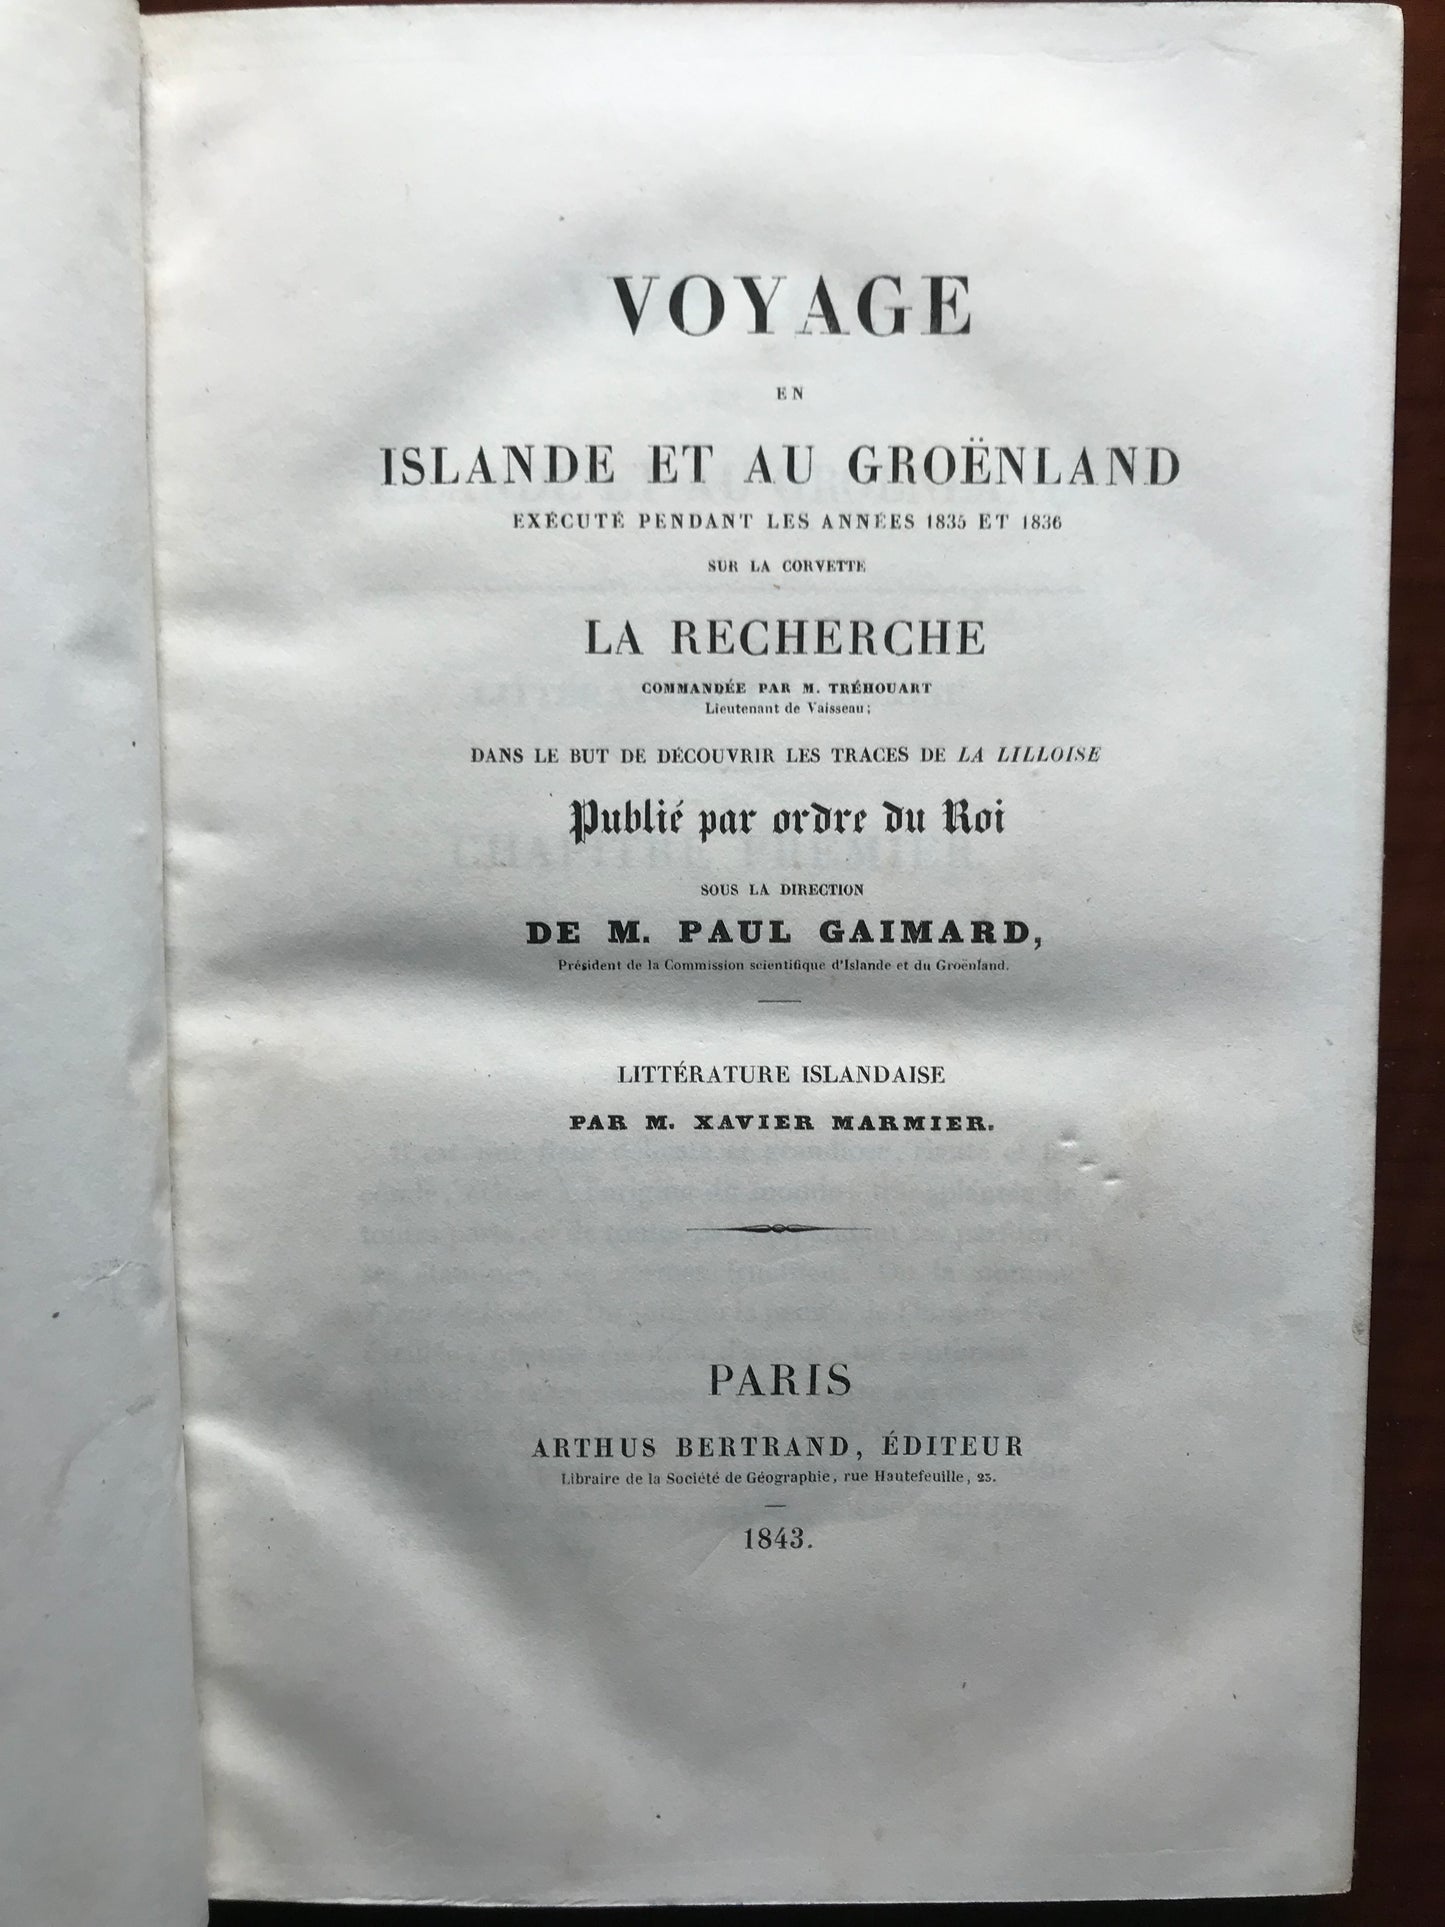 VOYAGE
EN
ISLANDE ET AU GROËNLAND
EXÉCUTÉ PENDANT LES ANNÉES 1835 ET 1836
SUR LA CORVETTE
LA RECHERCHE
COMMANDÉE PAR M. TRÉHOUART
Lieutenant de Vaisseau;
DANS LE BUT DE DÉCOUVRIR LES TRACES DE LA LILLOISE
Publié par ordre du Roi
SOUS LA DIRECTION
DE M. PAUL GAIMARD,
Président de la Commission scientifique d'Islande et du Groënland.
LITTÉRATURE ISLANDAISE
PAR M. XAVIER MARMIER.
PARIS
ARTHUS BERTRAND, ÉDITEUR
Libraire de la Société de Géographie, rue Hautefeuille, 23.
1843.